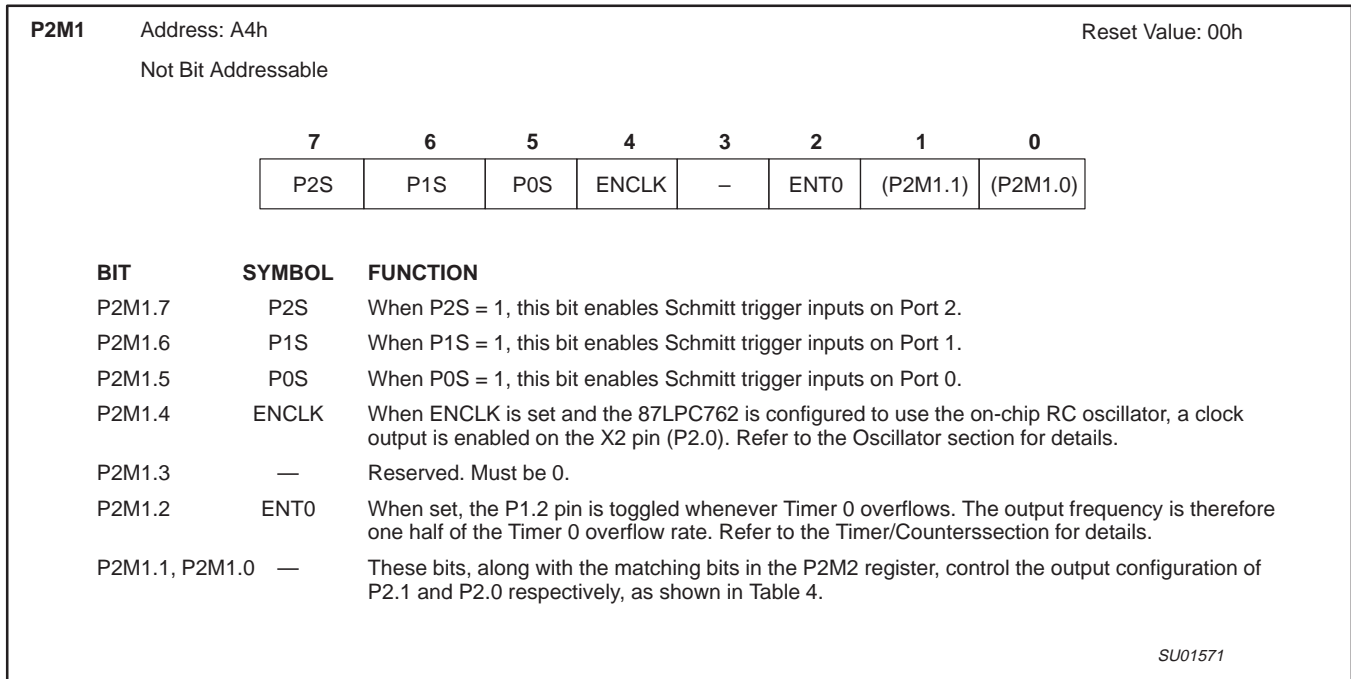 P2M1 Address: A4h Reset Value: 00h
Not Bit Addressable
7 6 5 4 3 2 1 0
P2S P1S P0S ENCLK – ENT0 (P2M1.1) (P2M1.0)
BIT SYMBOL FUNCTION
P2M1.7 P2S When P2S = 1, this bit enables Schmitt trigger inputs on Port 2.
P2M1.6 P1S When P1S = 1, this bit enables Schmitt trigger inputs on Port 1.
P2M1.5 P0S When P0S = 1, this bit enables Schmitt trigger inputs on Port 0.
P2M1.4 ENCLK When ENCLK is set and the 87LPC762 is configured to use the on-chip RC oscillator, a clock
output is enabled on the X2 pin (P2.0). Refer to the Oscillator section for details.
P2M1.3 — Reserved. Must be 0.
P2M1.2 ENT0 When set, the P1.2 pin is toggled whenever Timer 0 overflows. The output frequency is therefore
one half of the Timer 0 overflow rate. Refer to the Timer/Counterssection for details.
P2M1.1, P2M1.0 — These bits, along with the matching bits in the P2M2 register, control the output configuration of
P2.1 and P2.0 respectively, as shown in Table 4.
SU01571